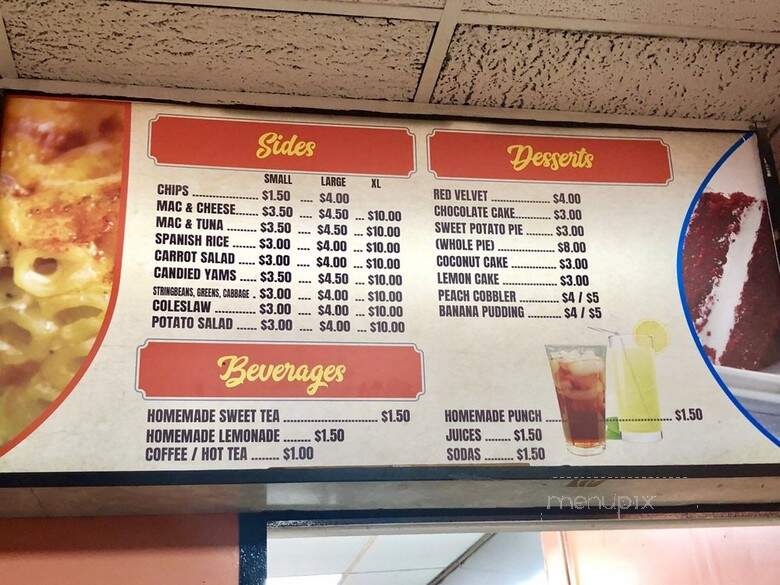 Sides
SMALL LARGE XL
CHIPS ........ $1.50 .... $4.00
MAC & CHEESE..... $3.50 .... $4.50 ... $10.00
MAC & TUNA ...... $3.50 .... $4.50 ... $10.00
SPANISH RICE ..... $3.00 .... $4.00 ... $10.00
CARROT SALAD .... $3.00 .... $4.00 ... $10.00
CANDIED YAMS .... $3.50 .... $4.50 ... $10.00
STRINGBEANS, GREENS, CABBAGE . $3.00 .... $4.00 ... $10.00
COLESLAW ......... $3.00 .... $4.00 ... $10.00
POTATO SALAD ..... $3.00 .... $4.00 ... $10.00
Desserts
RED VELVET ............... $4.00
CHOCOLATE CAKE.......... $3.00
SWEET POTATO PIE ........ $3.00
(WHOLE PIE) ............... $8.00
COCONUT CAKE ............ $3.00
LEMON CAKE ............... $3.00
PEACH COBBLER .......... $4 / $5
BANANA PUDDING ......... $4 / $5
Beverages
HOMEMADE SWEET TEA ........................ $1.50
HOMEMADE LEMONADE ....... $1.50
COFFEE / HOT TEA ....... $1.00
HOMEMADE PUNCH ........................ $1.50
JUICES ....... $1.50
SODAS ........ $1.50
menupix